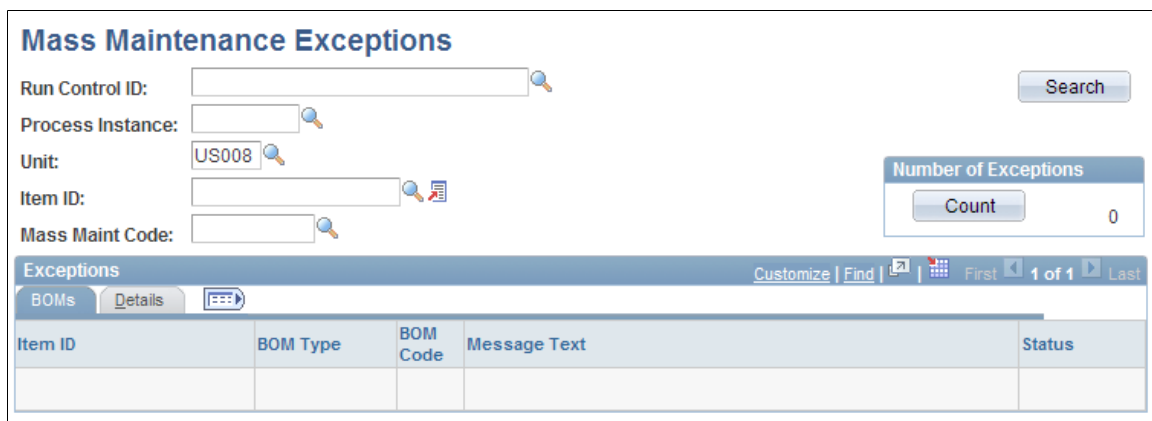 Mass Maintenance Exceptions
Run Control ID:
Search
Process Instance:
Unit: US008
Number of Exceptions
Item ID:
Count 0
Mass Maint Code:
Exceptions Customize | Find | | First 1 of 1 Last
BOMs Details
Item ID BOM Type BOM Code Message Text Status